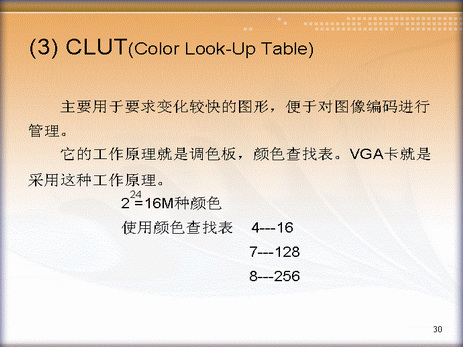 (3) CLUT(Color Look-Up Table)
主要用于要求变化较快的图形，便于对图像编码进行
管理。
它的工作原理就是调色板，颜色查找表。VGA卡就是
采用这种工作原理。
2²⁴=16M种颜色
使用颜色查找表 4---16
7---128
8---256
30